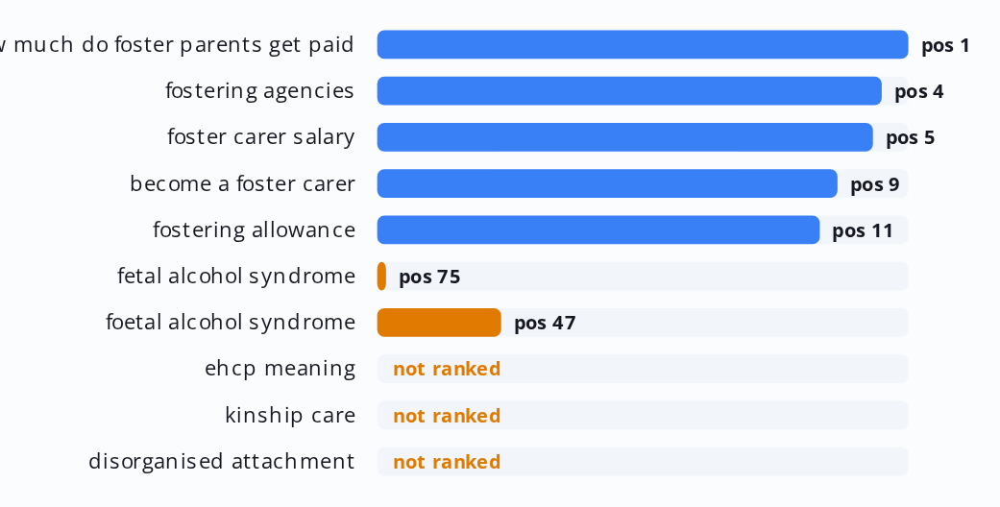 much do foster parents get paid pos 1
fostering agencies pos 4
foster carer salary pos 5
become a foster carer pos 9
fostering allowance pos 11
fetal alcohol syndrome pos 75
foetal alcohol syndrome pos 47
ehcp meaning not ranked
kinship care not ranked
disorganised attachment not ranked